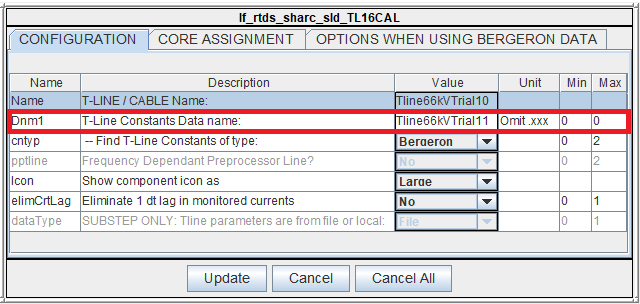 lf_rtds_sharc_sld_TL16CAL
CONFIGURATION CORE ASSIGNMENT OPTIONS WHEN USING BERGERON DATA
Name Description Value Unit Min Max
Name T-LINE / CABLE Name: Tline66kVTrial10
Dnm1 T-Line Constants Data name: Tline66kVTrial11 Omit .xxx 0 0
cntyp -- Find T-Line Constants of type: Bergeron 0 2
pptline Frequency Dependant Preprocessor Line? No 0 2
Icon Show component icon as Large
elimCrtLag Eliminate 1 dt lag in monitored currents No 0 1
dataType SUBSTEP ONLY: Tline parameters are from file or local: File 0 1
Update Cancel Cancel All